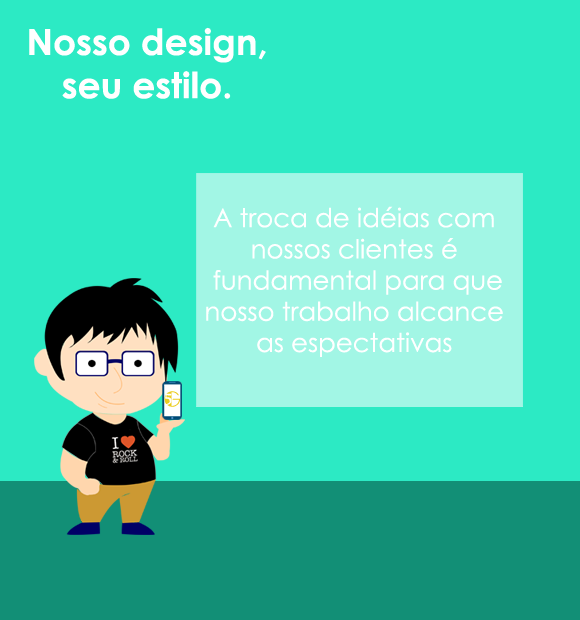 Nosso design,
seu estilo.
A troca de idéias com
nossos clientes é
fundamental para que
nosso trabalho alcance
as espectativas
I ❤
ROCK
& ROLL